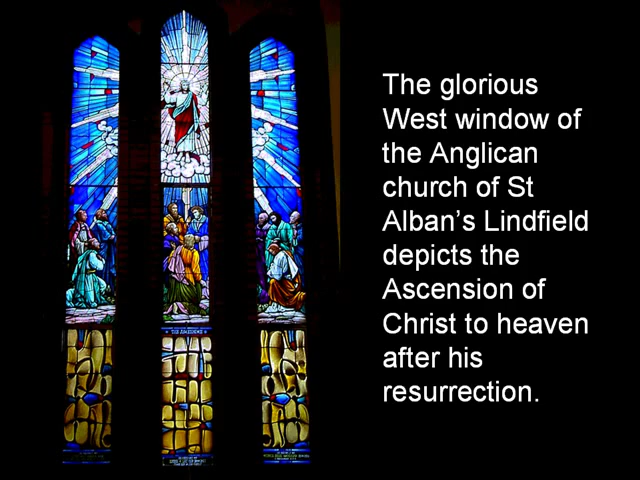 The glorious
West window of
the Anglican
church of St
Alban’s Lindfield
depicts the
Ascension of
Christ to heaven
after his
resurrection.